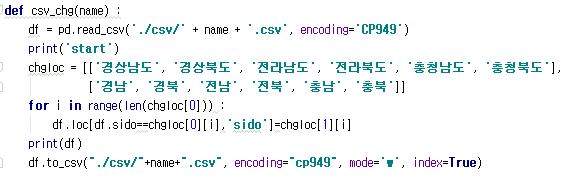 def csv_chg(name) :
    df = pd.read_csv('./csv/' + name + '.csv', encoding='CP949')
    print('start')
    chgloc = [['경상남도', '경상북도', '전라남도', '전라북도', '충청남도', '충청북도'],
              ['경남', '경북', '전남', '전북', '충남', '충북']]
    for i in range(len(chgloc[0])) :
        df.loc[df.sido==chgloc[0][i],'sido']=chgloc[1][i]
    print(df)
    df.to_csv("./csv/"+name+".csv", encoding="cp949", mode='w', index=True)